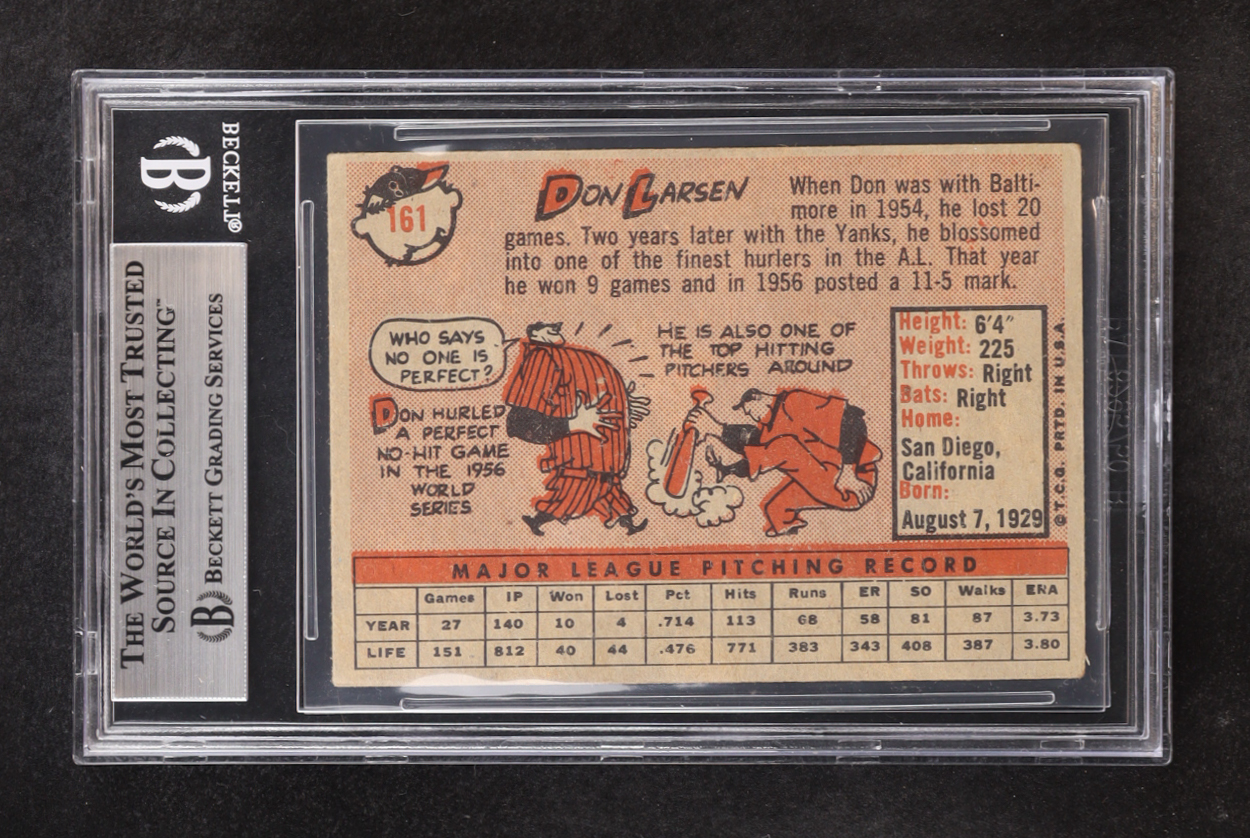 BECKETT®
THE WORLD'S MOST TRUSTED
SOURCE IN COLLECTING™
BECKETT GRADING SERVICES
161
DON LARSEN
When Don was with Balti-
more in 1954, he lost 20
games. Two years later with the Yanks, he blossomed
into one of the finest hurlers in the A.L. That year
he won 9 games and in 1956 posted a 11-5 mark.
WHO SAYS
NO ONE IS
PERFECT?
DON HURLED
A PERFECT
NO-HIT GAME
IN THE 1956
WORLD
SERIES
HE IS ALSO ONE OF
THE TOP HITTING
PITCHERS AROUND
Height: 6'4"
Weight: 225
Throws: Right
Bats: Right
Home:
San Diego,
California
Born:
August 7, 1929
© T.C.G. PRTD. IN U.S.A.
MAJOR LEAGUE PITCHING RECORD
Games IP Won Lost Pct Hits Runs ER SO Walks ERA
YEAR 27 140 10 4 .714 113 68 58 81 87 3.73
LIFE 151 812 40 44 .476 771 383 343 408 387 3.80